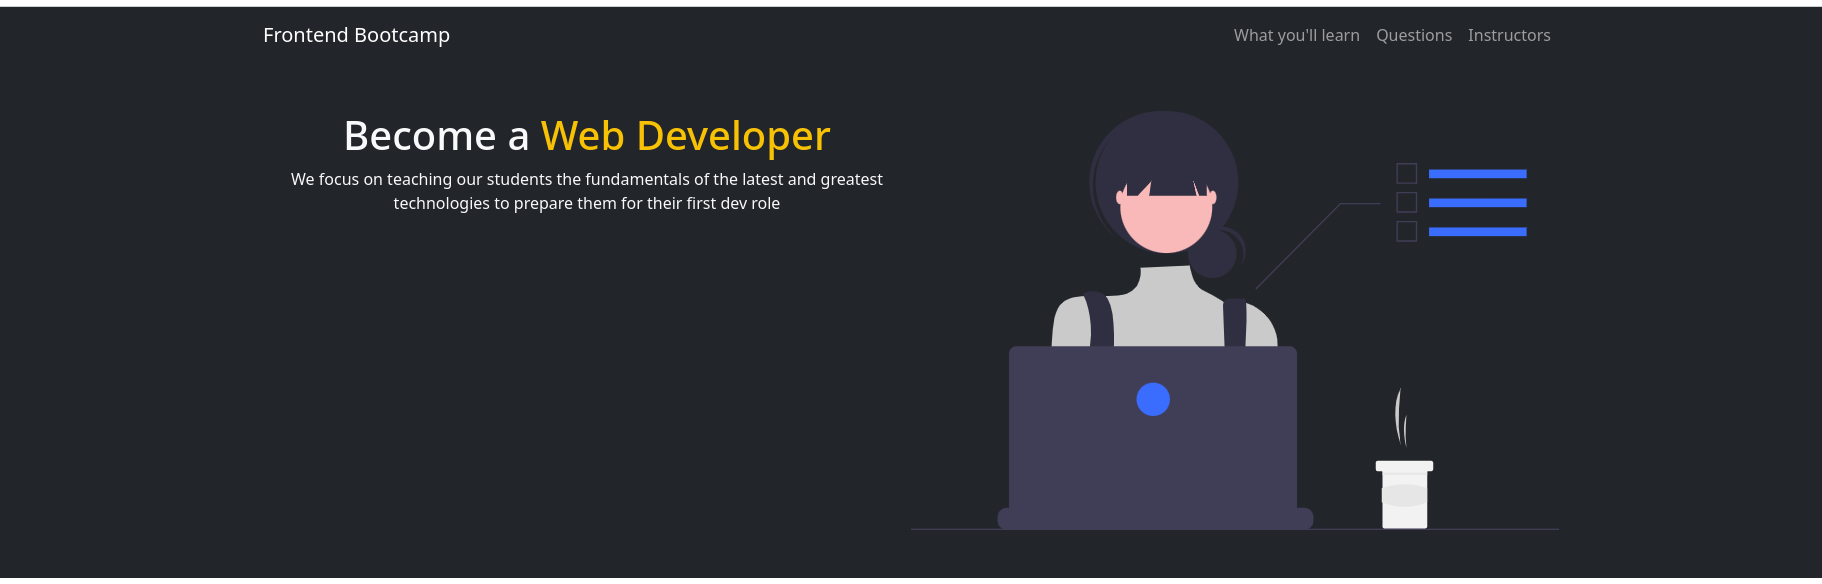 Frontend Bootcamp
What you'll learn Questions Instructors
Become a Web Developer
We focus on teaching our students the fundamentals of the latest and greatest
technologies to prepare them for their first dev role